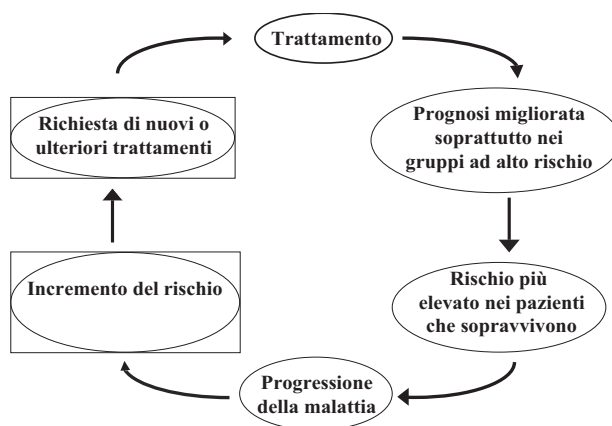 Trattamento
Prognosi migliorata
soprattutto nei
gruppi ad alto rischio
Rischio più
elevato nei pazienti
che sopravvivono
Progressione
della malattia
Incremento del rischio
Richiesta di nuovi o
ulteriori trattamenti